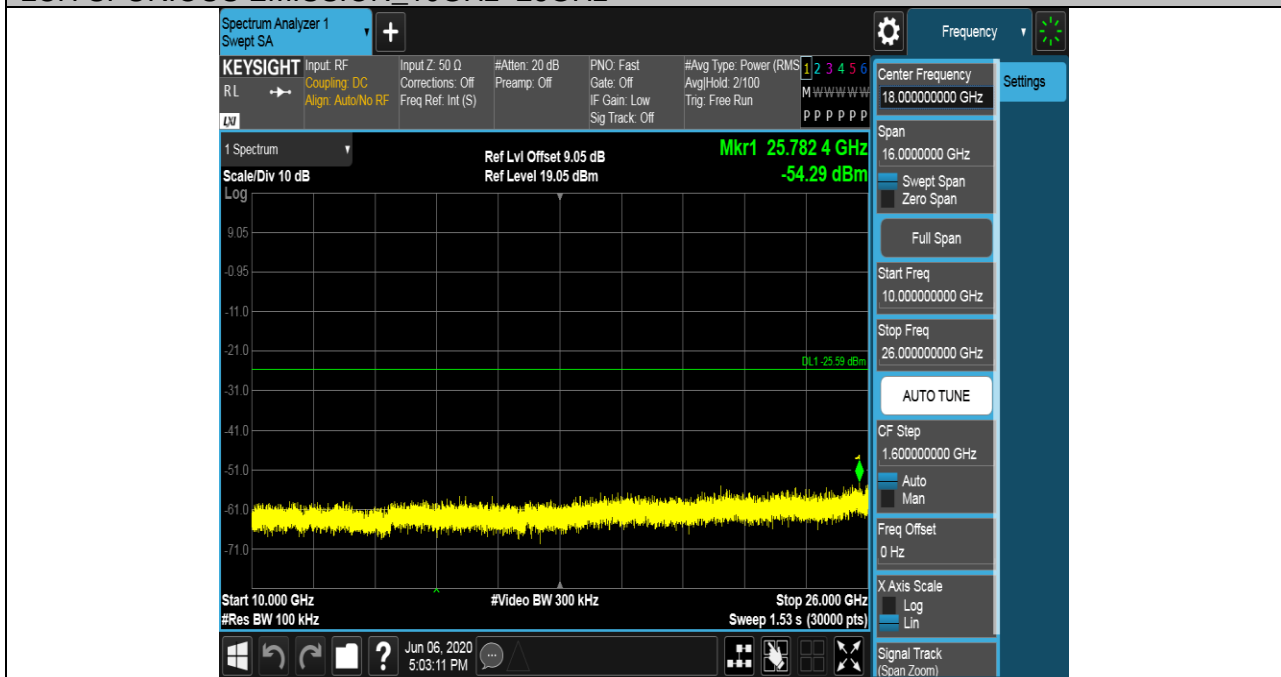 Spectrum Analyzer 1
Swept SA
+
Frequency
KEYSIGHT
RL
LXI
Input: RF
Coupling: DC
Align: Auto/No RF
Input Z: 50 Ω
Corrections: Off
Freq Ref: Int (S)
#Atten: 20 dB
Preamp: Off
PNO: Fast
Gate: Off
IF Gain: Low
Sig Track: Off
#Avg Type: Power (RMS
Avg|Hold: 2/100
Trig: Free Run
1 2 3 4 5 6
M W W W W W
P P P P P P
Center Frequency
18.000000000 GHz
Settings
1 Spectrum
Ref Lvl Offset 9.05 dB
Mkr1 25.782 4 GHz
Scale/Div 10 dB
Ref Level 19.05 dBm
-54.29 dBm
Log
9.05
-0.95
-11.0
-21.0
DL1 -25.59 dBm
-31.0
-41.0
-51.0
1
-61.0
-71.0
Start 10.000 GHz
#Video BW 300 kHz
Stop 26.000 GHz
#Res BW 100 kHz
Sweep 1.53 s (30000 pts)
Span
16.0000000 GHz
Swept Span
Zero Span
Full Span
Start Freq
10.000000000 GHz
Stop Freq
26.000000000 GHz
AUTO TUNE
CF Step
1.600000000 GHz
Auto
Man
Freq Offset
0 Hz
X Axis Scale
Log
Lin
Signal Track
(Span Zoom)
?
Jun 06, 2020
5:03:11 PM